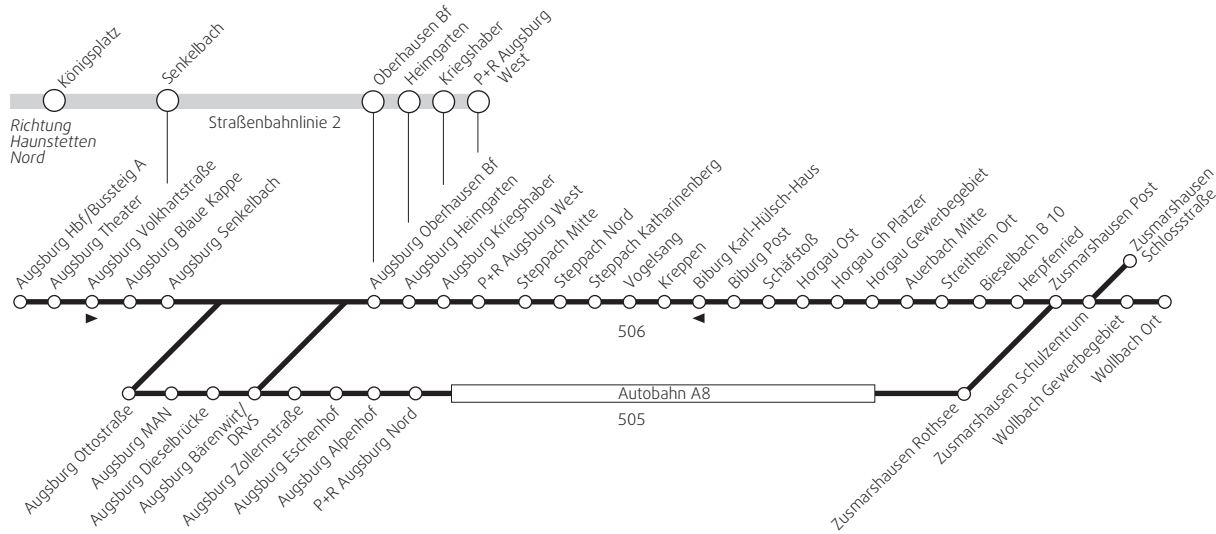 Königsplatz
Senkelbach
Oberhausen Bf
Heimgarten
Kriegshaber
P+R Augsburg
West
Richtung
Haunstetten
Nord
Straßenbahnlinie 2
Augsburg Hbf/Bussteig A
Augsburg Theater
Augsburg Volkhartstraße
Augsburg Blaue Kappe
Augsburg Senkelbach
Augsburg Oberhausen Bf
Augsburg Heimgarten
Augsburg Kriegshaber
P+R Augsburg West
Steppach Mitte
Steppach Nord
Steppach Katharinenberg
Vogelsang
Kreppen
Biburg Karl-Hülsch-Haus
Biburg Post
Schäfstoß
Horgau Ost
Horgau Gh Platzer
Horgau Gewerbegebiet
Auerbach Mitte
Streitheim Ort
Bieselbach B 10
Herpfenried
Zusmarshausen Post
Zusmarshausen
Schlossstraße
506
Autobahn A8
505
Augsburg Ottostraße
Augsburg MAN
Augsburg Dieselbrücke
Augsburg Bärenwirt/
DRVS
Augsburg Zollernstraße
Augsburg Eschenhof
Augsburg Alpenhof
P+R Augsburg Nord
Zusmarshausen Rothsee
Zusmarshausen Schulzentrum
Wollbach Gewerbegebiet
Wollbach Ort